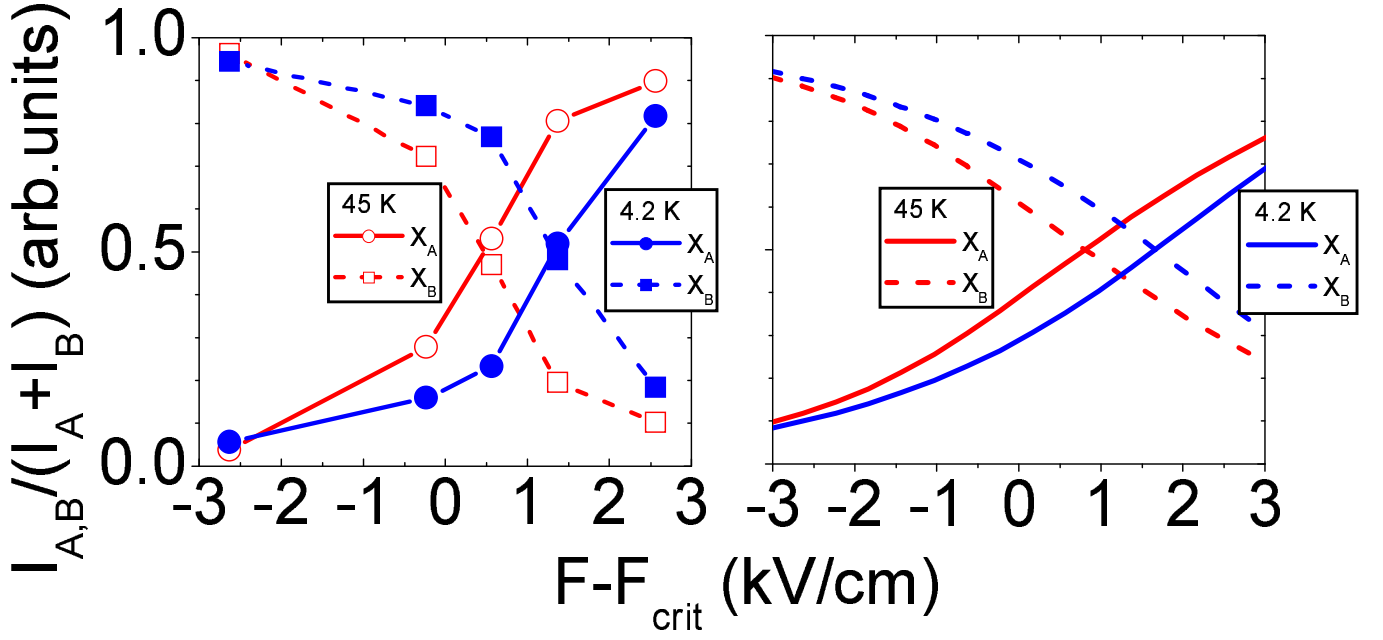 I_A,B/(I_A+I_B) (arb.units)
1.0
0.5
0.0
45 K
X_A
X_B
4.2 K
X_A
X_B
-3 -2 -1 0 1 2 3
45 K
X_A
X_B
4.2 K
X_A
X_B
-3 -2 -1 0 1 2 3
F-F_crit (kV/cm)